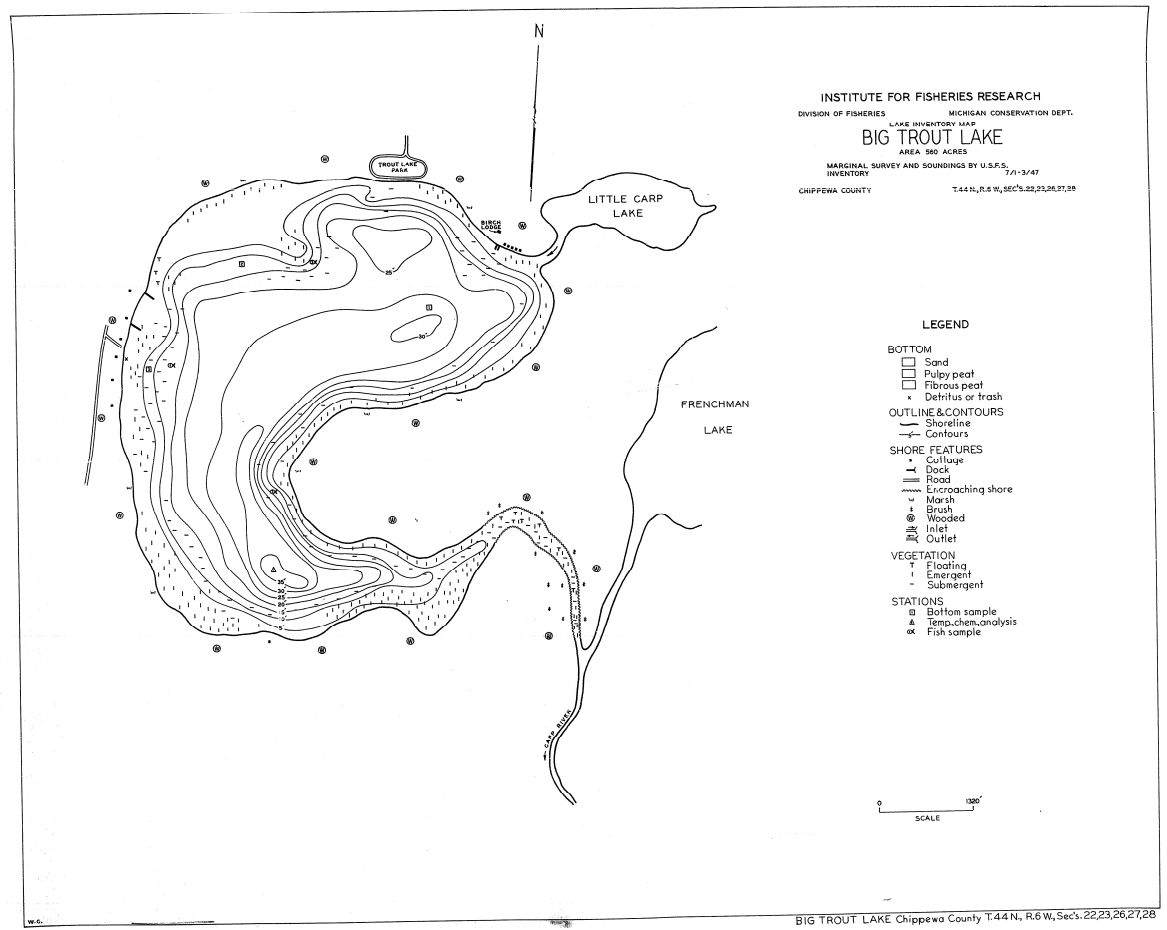 N
INSTITUTE FOR FISHERIES RESEARCH
DIVISION OF FISHERIES MICHIGAN CONSERVATION DEPT.
LAKE INVENTORY MAP
BIG TROUT LAKE
AREA 560 ACRES
MARGINAL SURVEY AND SOUNDINGS BY U.S.F.S.
INVENTORY 7/1-3/47
CHIPPEWA COUNTY T.44 N., R.6 W., SEC'S. 22,23,26,27,28
TROUT LAKE
PARK
BIRCH
LODGE
LITTLE CARP
LAKE
25'
30'
FRENCHMAN
LAKE
35'
30
25
20
5
CARP RIVER
LEGEND
BOTTOM
Sand
Pulpy peat
Fibrous peat
x Detritus or trash
OUTLINE & CONTOURS
Shoreline
Contours
SHORE FEATURES
Cottage
Dock
Road
Encroaching shore
Marsh
Brush
W Wooded
Inlet
Outlet
VEGETATION
T Floating
Emergent
Submergent
STATIONS
Bottom sample
Temp.chem.analysis
Fish sample
0 1320'
SCALE
W.C.
BIG TROUT LAKE Chippewa County T.44 N., R.6 W., Sec's. 22,23,26,27,28